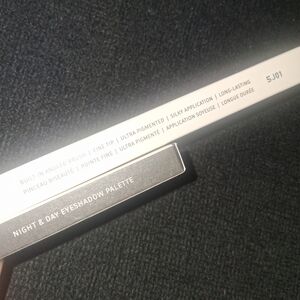 SJ01
BUILT-IN ANGLED BRUSH | FINE TIP | ULTRA PIGMENTED | SILKY APPLICATION | LONG-LASTING
PINCEAU BISEAUTÉ | POINTE FINE | ULTRA PIGMENTÉ | APPLICATION SOYEUSE | LONGUE DURÉE
NIGHT & DAY EYESHADOW PALETTE